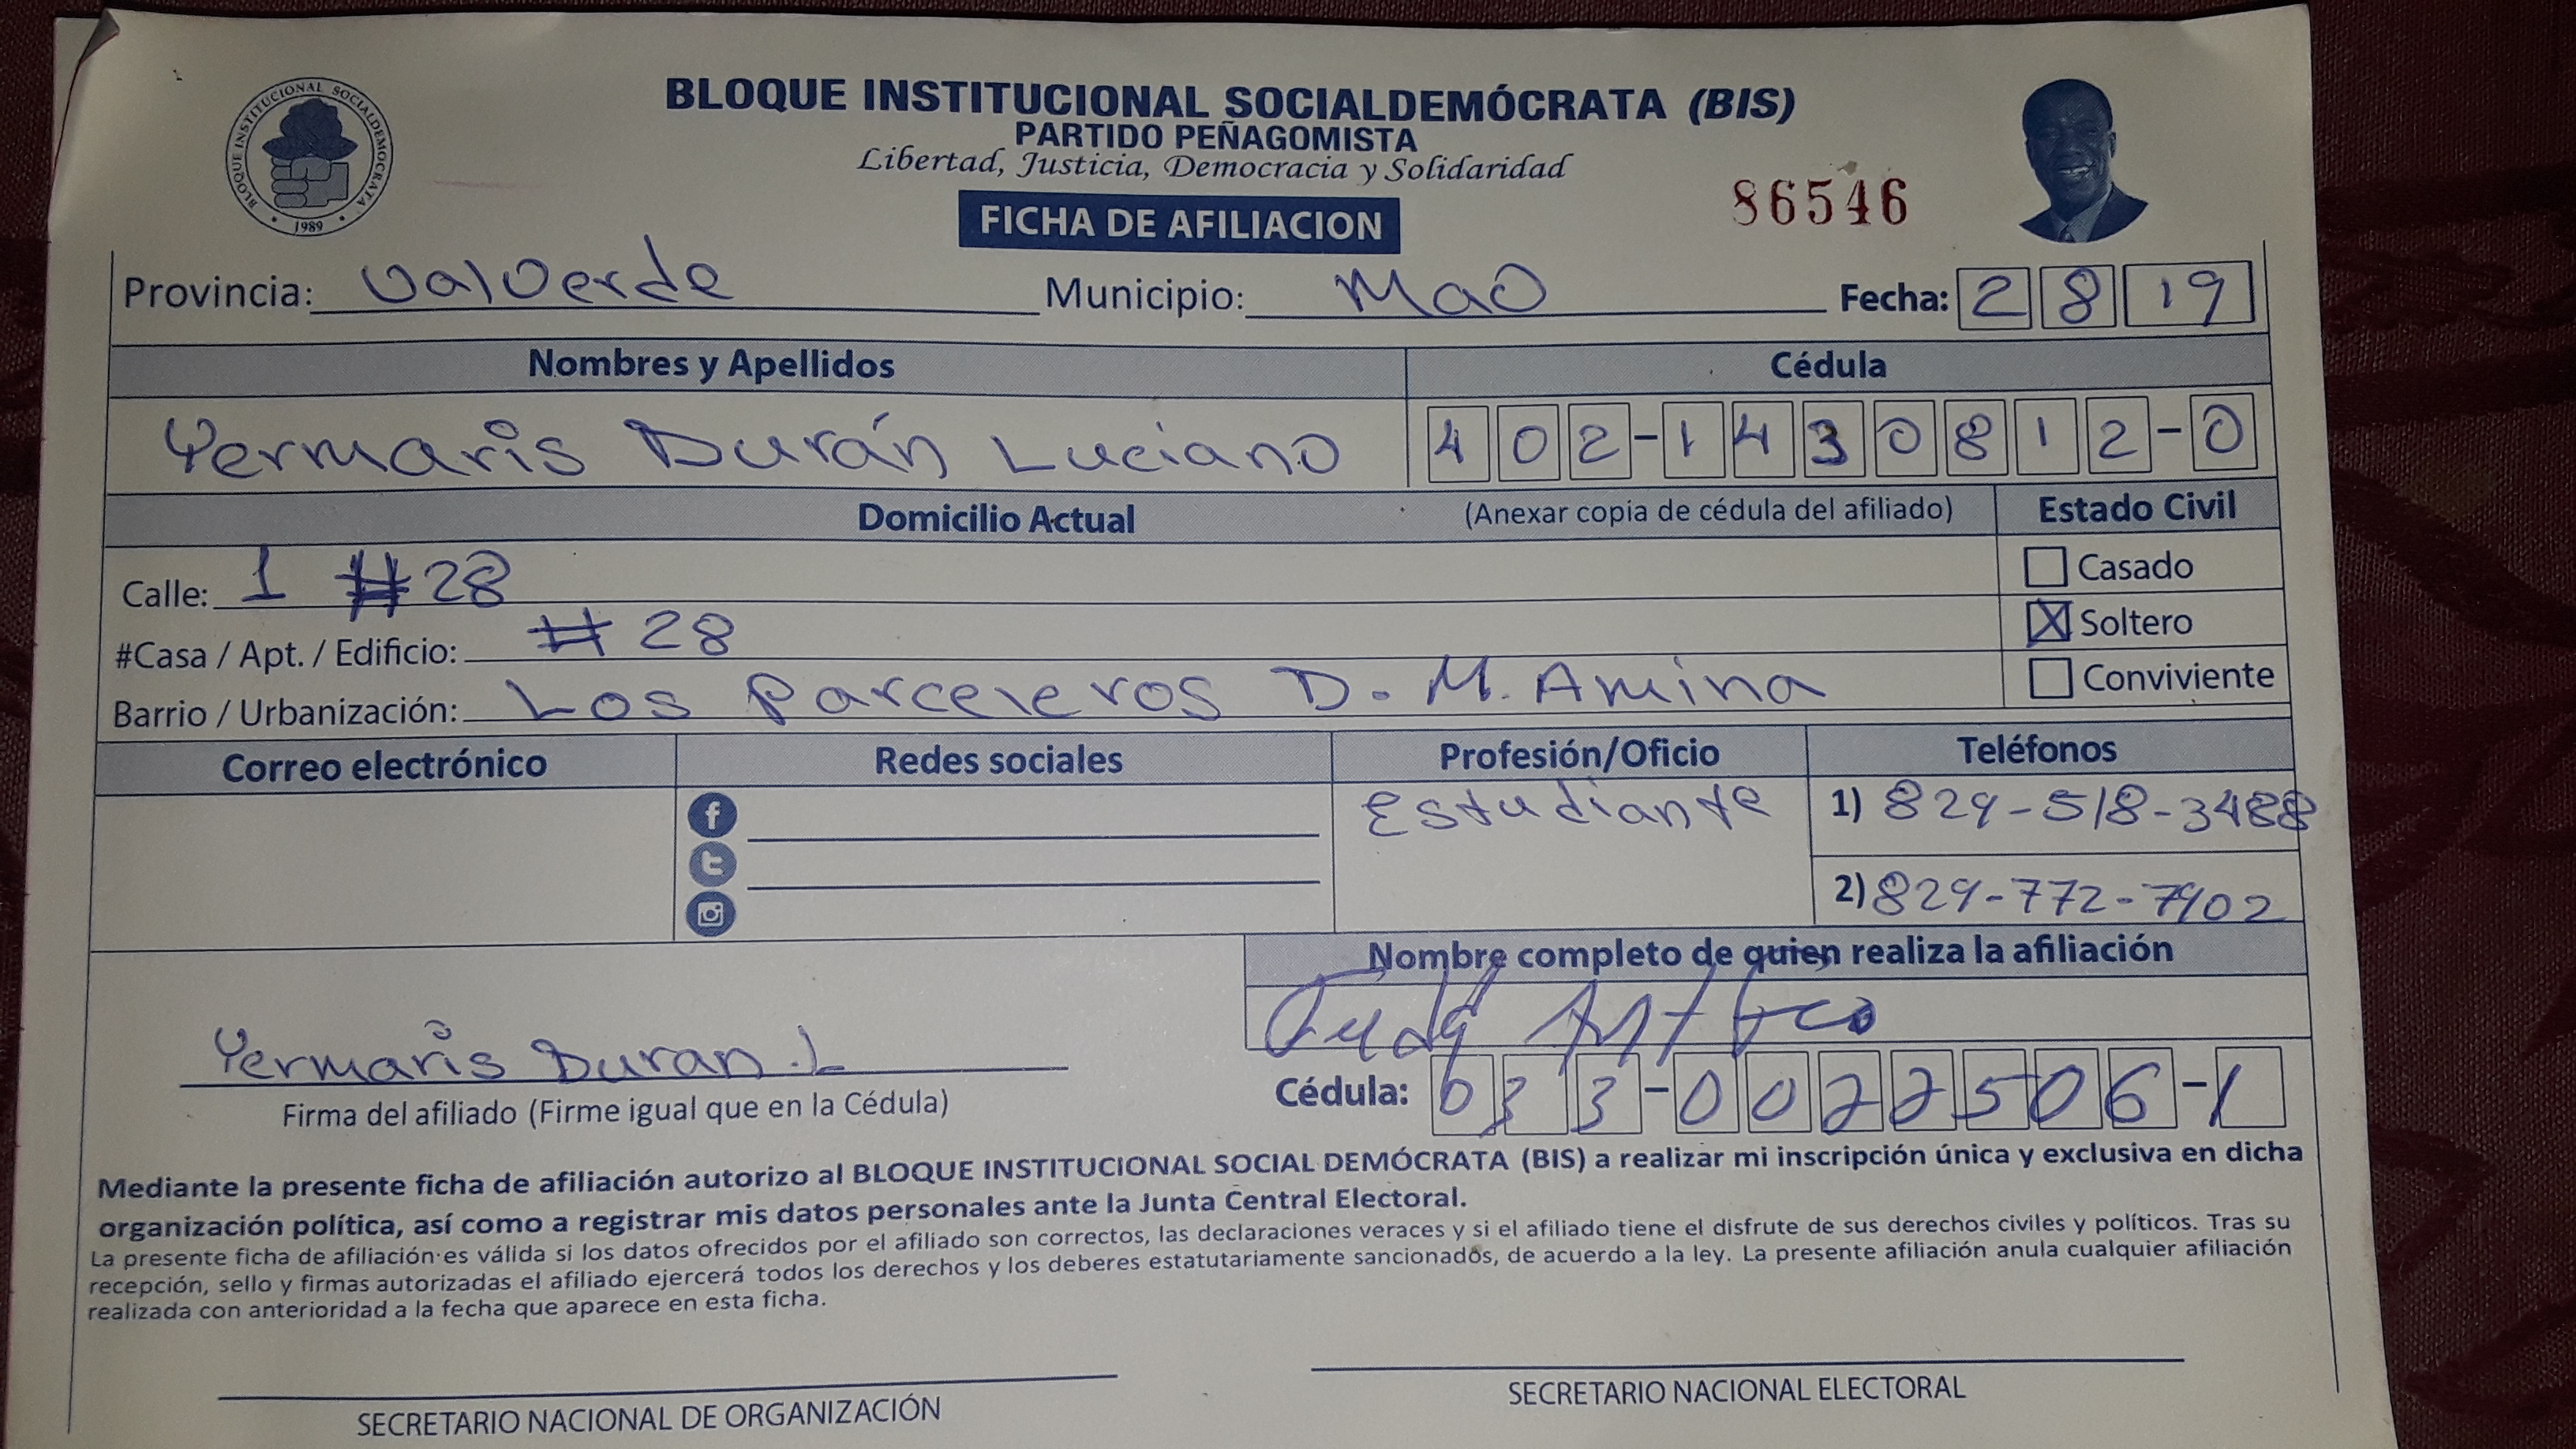 BLOQUE INSTITUCIONAL SOCIALDEMÓCRATA (BIS)
PARTIDO PEÑAGOMISTA
Libertad, Justicia, Democracia y Solidaridad
BLOQUE INSTITUCIONAL SOCIALDEMOCRATA • 1989 •
FICHA DE AFILIACION
86546
Provincia: Valverde Municipio: Mao Fecha: 2 8 19
Nombres y Apellidos Cédula
Yermaris Durán Luciano 402-1430812-0
Domicilio Actual (Anexar copia de cédula del afiliado) Estado Civil
Calle: 1 #28 Casado
#Casa / Apt. / Edificio: #28 X Soltero
Barrio / Urbanización: Los Parceleros D. M. Amina Conviviente
Correo electrónico Redes sociales Profesión/Oficio Teléfonos
Estudiante 1) 829-518-3488
2) 829-772-7902
Nombre completo de quien realiza la afiliación
Yermaris Duran. L
Firma del afiliado (Firme igual que en la Cédula)
Cédula: 033-0022506-1
Mediante la presente ficha de afiliación autorizo al BLOQUE INSTITUCIONAL SOCIAL DEMÓCRATA (BIS) a realizar mi inscripción única y exclusiva en dicha
organización política, así como a registrar mis datos personales ante la Junta Central Electoral.
La presente ficha de afiliación es válida si los datos ofrecidos por el afiliado son correctos, las declaraciones veraces y si el afiliado tiene el disfrute de sus derechos civiles y políticos. Tras su
recepción, sello y firmas autorizadas el afiliado ejercerá todos los derechos y los deberes estatutariamente sancionados, de acuerdo a la ley. La presente afiliación anula cualquier afiliación
realizada con anterioridad a la fecha que aparece en esta ficha.
SECRETARIO NACIONAL DE ORGANIZACIÓN SECRETARIO NACIONAL ELECTORAL